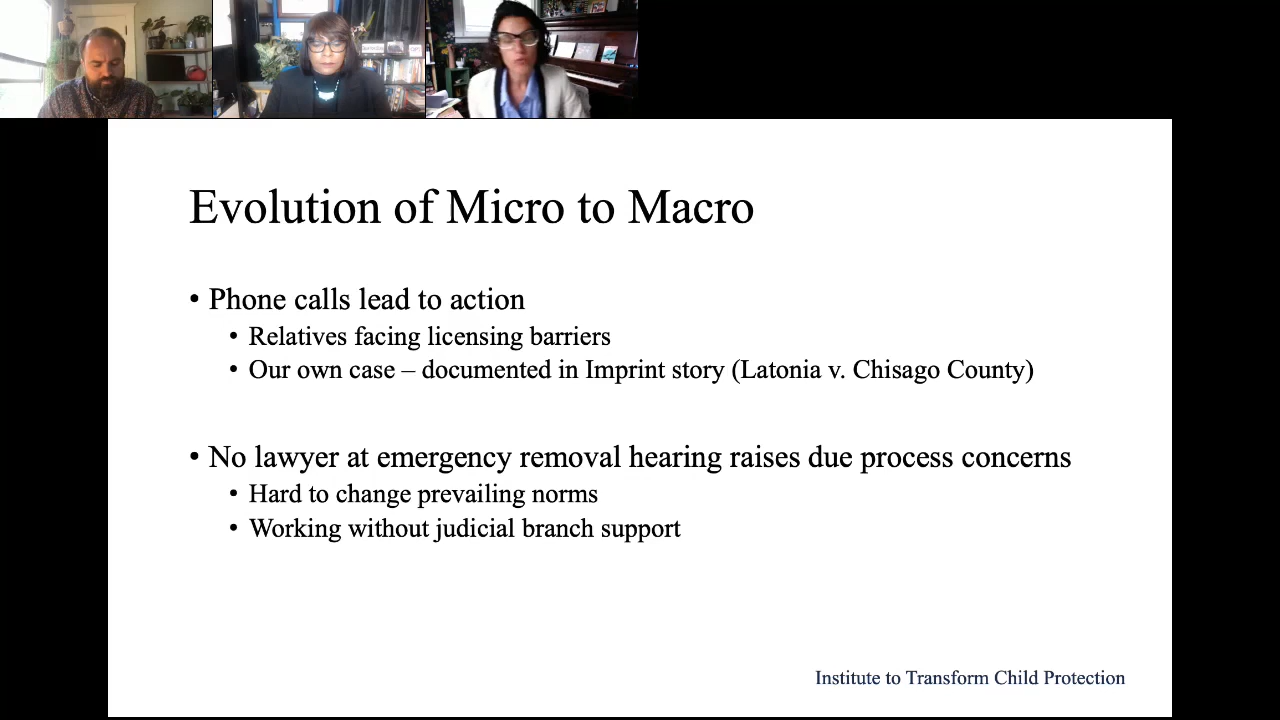 Evolution of Micro to Macro
• Phone calls lead to action
• Relatives facing licensing barriers
• Our own case – documented in Imprint story (Latonia v. Chisago County)
• No lawyer at emergency removal hearing raises due process concerns
• Hard to change prevailing norms
• Working without judicial branch support
Institute to Transform Child Protection